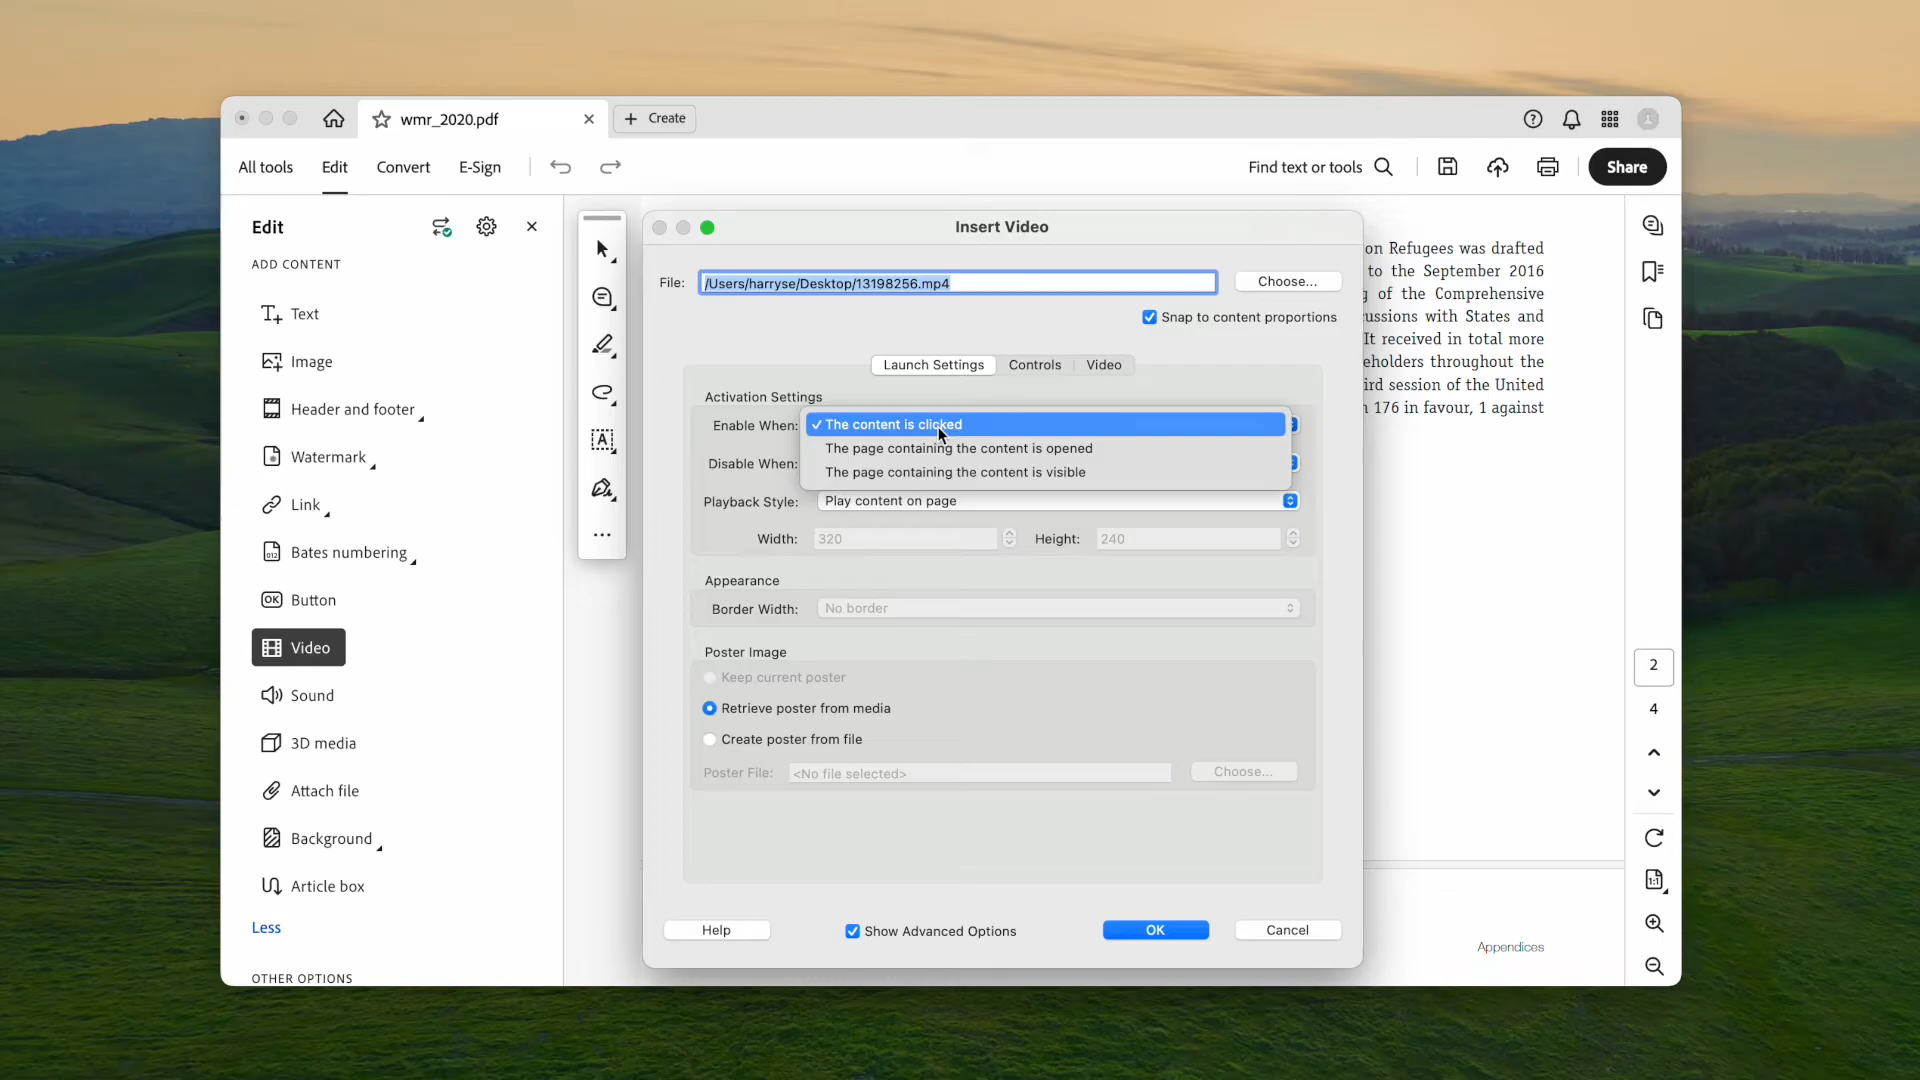 wmr_2020.pdf
Create
All tools
Edit
Convert
E-Sign
Find text or tools
Share
Edit
ADD CONTENT
Text
Image
Header and footer
Watermark
Link
Bates numbering
Button
Video
Sound
3D media
Attach file
Background
Article box
Less
OTHER OPTIONS
Insert Video
File: /Users/harryse/Desktop/13198256.mp4 Choose...
Snap to content proportions
Launch Settings Controls Video
Activation Settings
Enable When: ✓ The content is clicked
The page containing the content is opened
Disable When:
The page containing the content is visible
Playback Style: Play content on page
Width: 320 Height: 240
Appearance
Border Width: No border
Poster Image
Keep current poster
Retrieve poster from media
Create poster from file
Poster File: <No file selected> Choose...
Help Show Advanced Options OK Cancel
on Refugees was drafted
to the September 2016
of the Comprehensive
ussions with States and
It received in total more
eholders throughout the
ird session of the United
176 in favour, 1 against
Appendices
2
4
1:1